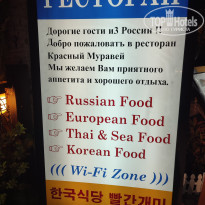 РЕСТОРАН
Дорогие гости из России!
Добро пожаловать в ресторан
Красный Муравей
Мы желаем Вам приятного
аппетита и хорошего отдыха.
☞ Russian Food
☞ European Food
☞ Thai & Sea Food
☞ Korean Food
((( Wi-Fi Zone )))
한국식당 빨간개미
TopHotels